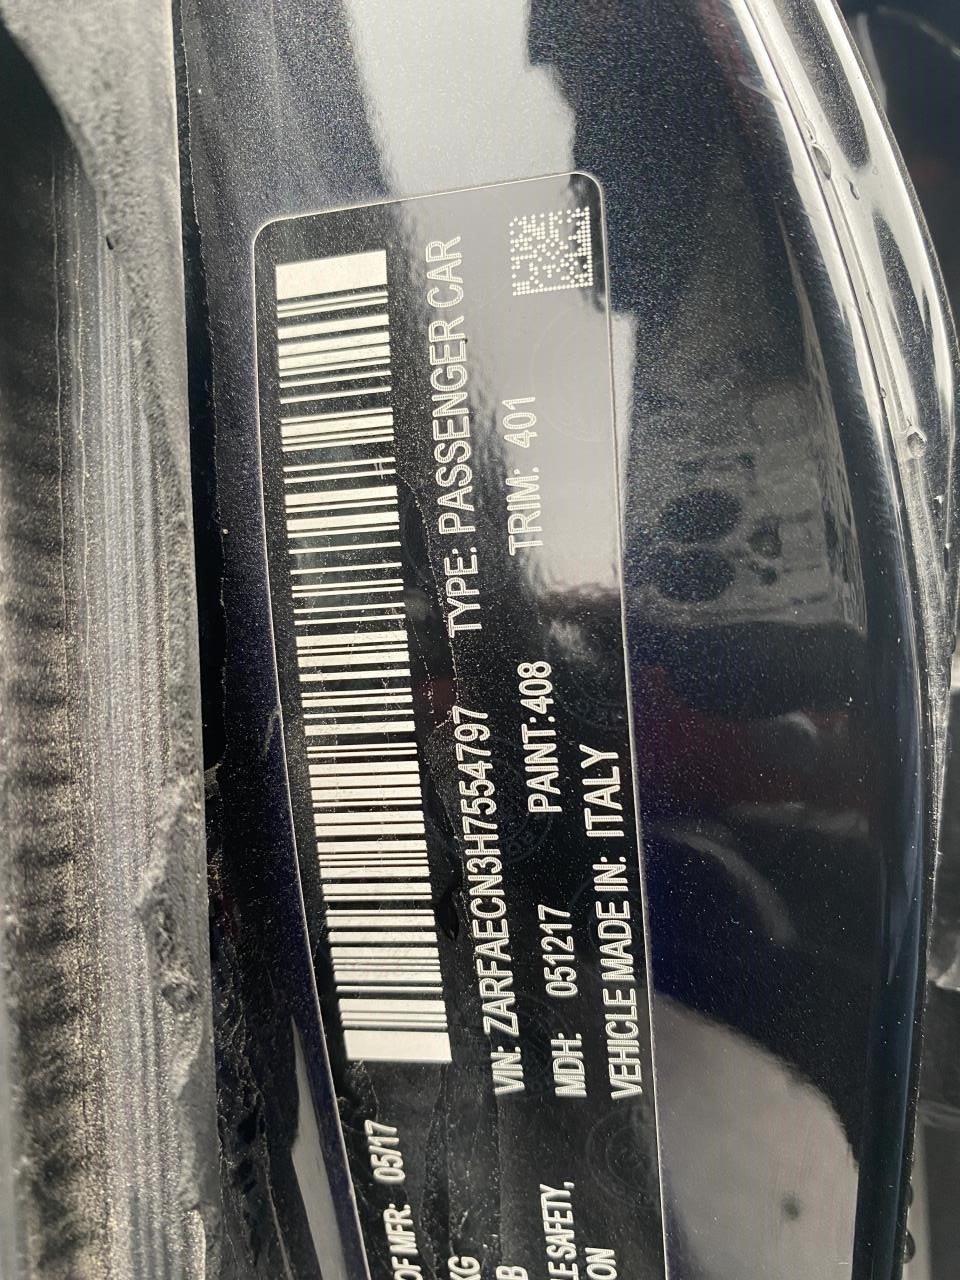 OF MFR: 05/17
KG
B
LE SAFETY,
ON
VIN: ZARFAECN3H7554797 TYPE: PASSENGER CAR
MDH: 051217 PAINT: 408 TRIM: 401
VEHICLE MADE IN: ITALY